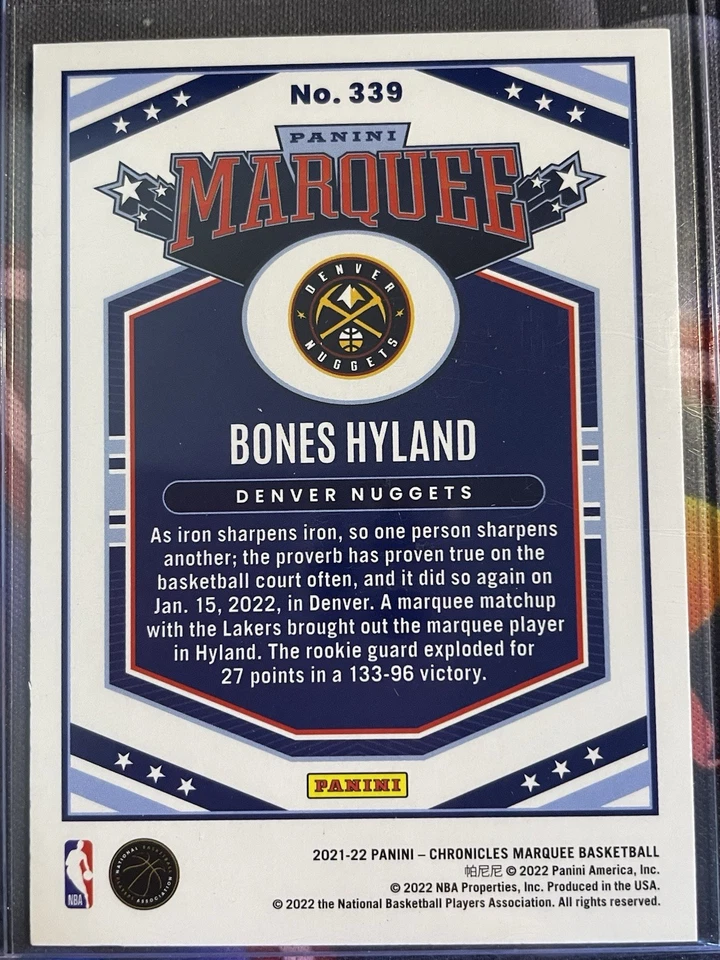 No. 339
PANINI
MARQUEE
DENVER
NUGGETS
BONES HYLAND
DENVER NUGGETS
As iron sharpens iron, so one person sharpens
another; the proverb has proven true on the
basketball court often, and it did so again on
Jan. 15, 2022, in Denver. A marquee matchup
with the Lakers brought out the marquee player
in Hyland. The rookie guard exploded for
27 points in a 133-96 victory.
PANINI
NBA
NATIONAL BASKETBALL
PLAYERS ASSOCIATION
2021-22 PANINI – CHRONICLES MARQUEE BASKETBALL
帕尼尼 © 2022 Panini America, Inc.
© 2022 NBA Properties, Inc. Produced in the USA.
© 2022 the National Basketball Players Association. All rights reserved.